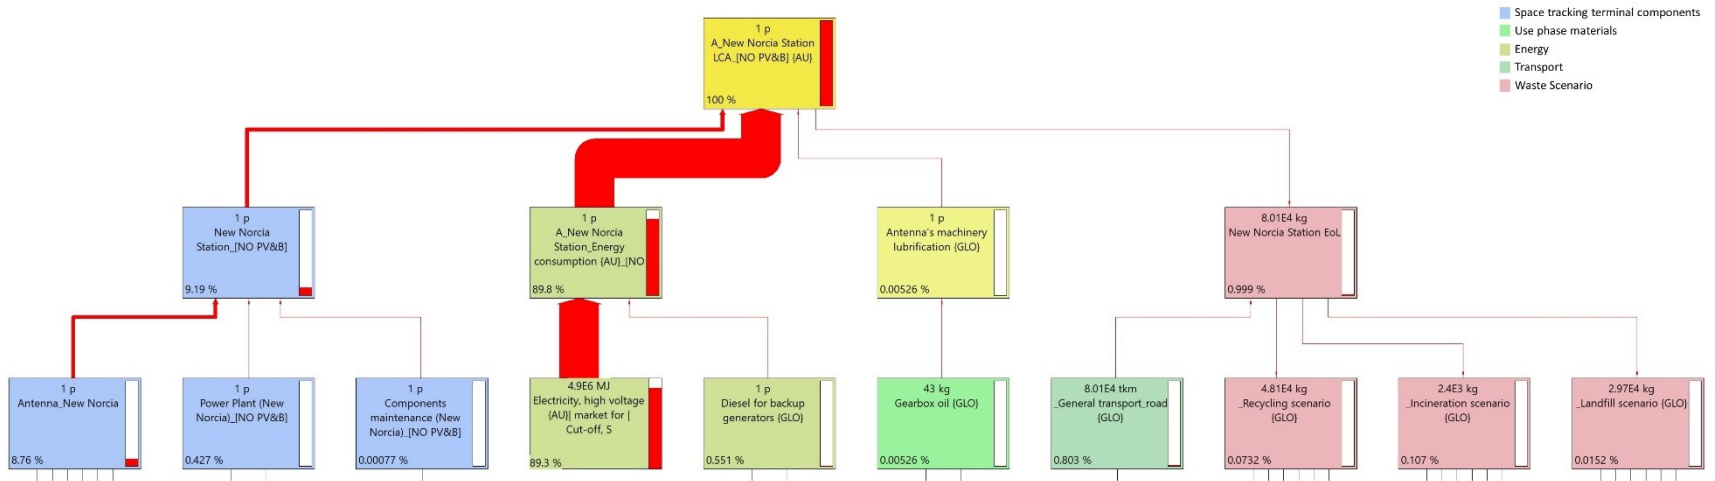 1 p
A_New Norcia Station
LCA_[NO PV&B] {AU}
100 %
Space tracking terminal components
Use phase materials
Energy
Transport
Waste Scenario
1 p
New Norcia
Station_[NO PV&B]
9.19 %
1 p
A_New Norcia
Station_Energy
consumption {AU}_[NO
89.8 %
1 p
Antenna's machinery
lubrification {GLO}
0.00526 %
8.01E4 kg
New Norcia Station EoL
0.999 %
1 p
Antenna_New Norcia
8.76 %
1 p
Power Plant (New
Norcia)_[NO PV&B]
0.427 %
1 p
Components
maintenance (New
Norcia)_[NO PV&B]
0.00077 %
4.9E6 MJ
Electricity, high voltage
{AU}| market for |
Cut-off, S
89.3 %
1 p
Diesel for backup
generators {GLO}
0.551 %
43 kg
Gearbox oil {GLO}
0.00526 %
8.01E4 tkm
_General transport_road
{GLO}
0.803 %
4.81E4 kg
_Recycling scenario
{GLO}
0.0732 %
2.4E3 kg
_Incineration scenario
{GLO}
0.107 %
2.97E4 kg
_Landfill scenario {GLO}
0.0152 %